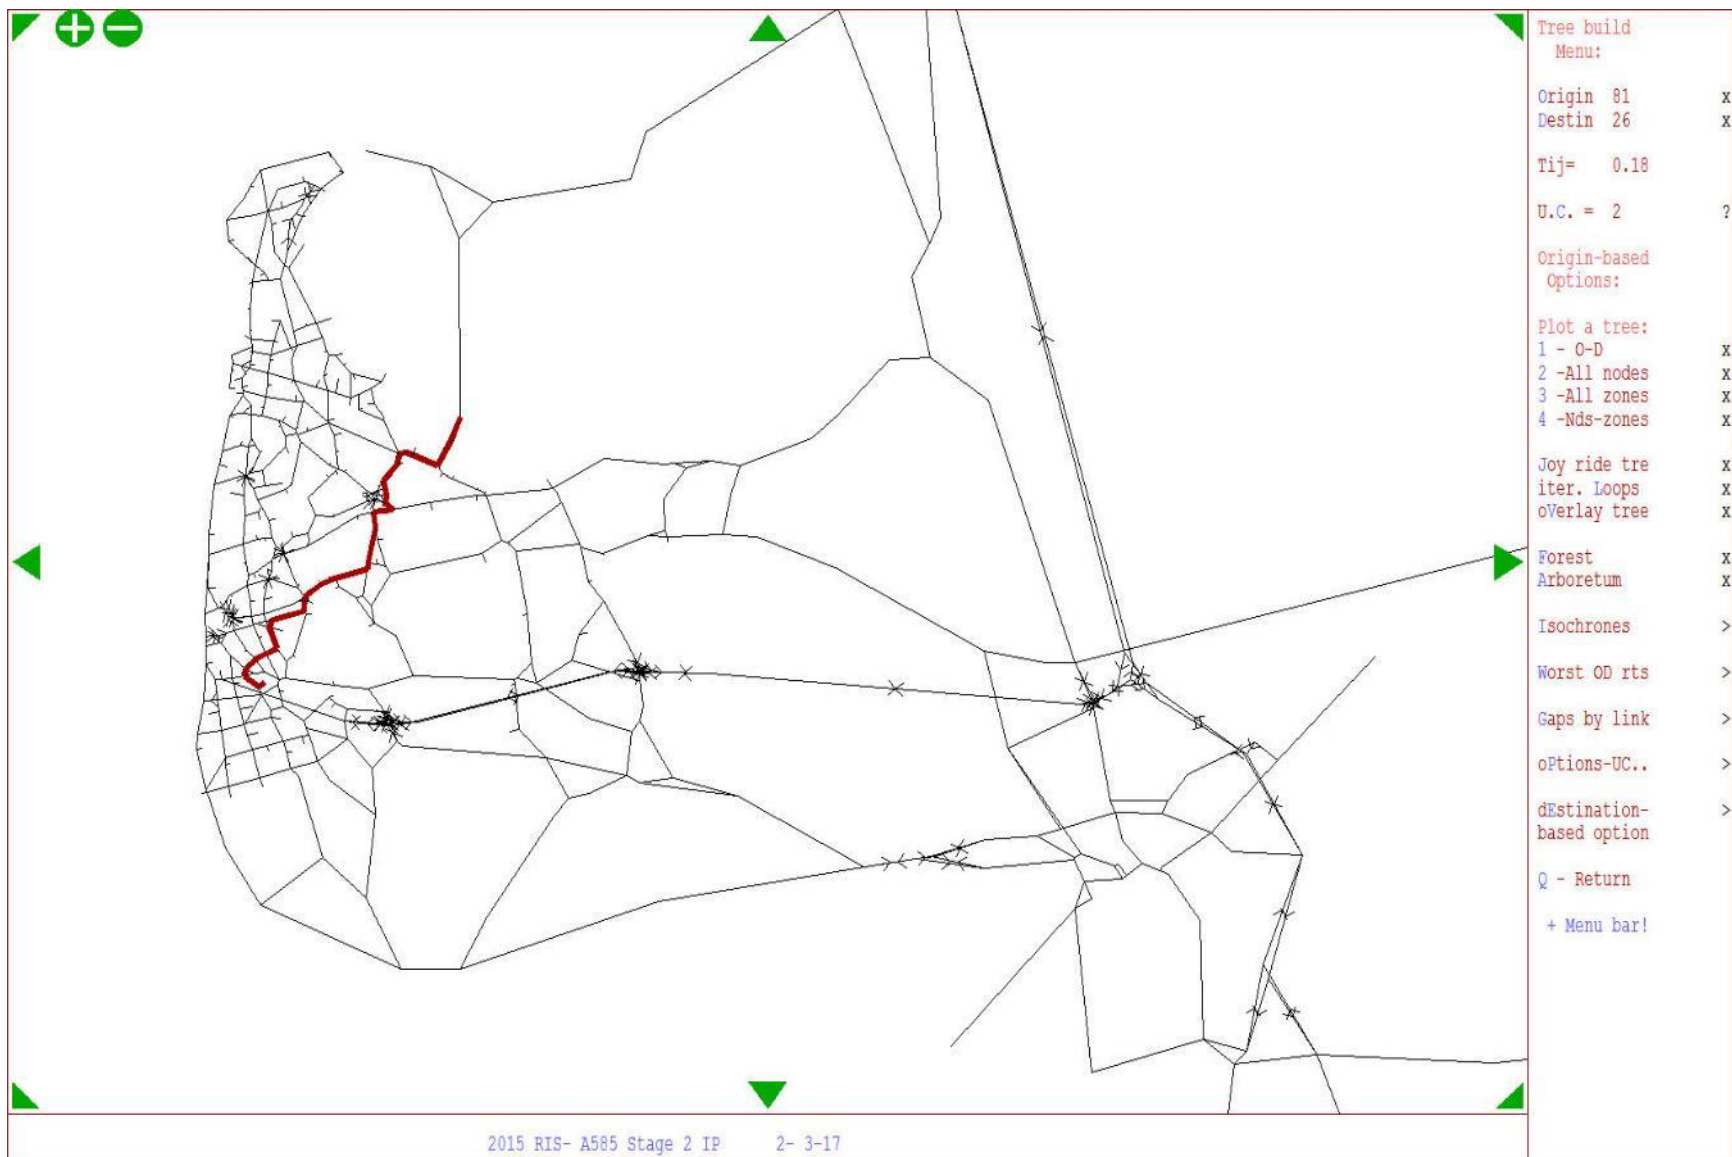 Tree build
Menu:
Origin 81 x
Destin 26 x
Tij= 0.18
U.C. = 2 ?
Origin-based
Options:
Plot a tree:
1 - O-D x
2 -All nodes x
3 -All zones x
4 -Nds-zones x
Joy ride tre x
iter. Loops x
oVerlay tree x
Forest x
Arboretum x
Isochrones >
Worst OD rts >
Gaps by link >
oPtions-UC.. >
dEstination- >
based option
Q - Return
+ Menu bar!
2015 RIS- A585 Stage 2 IP 2- 3-17